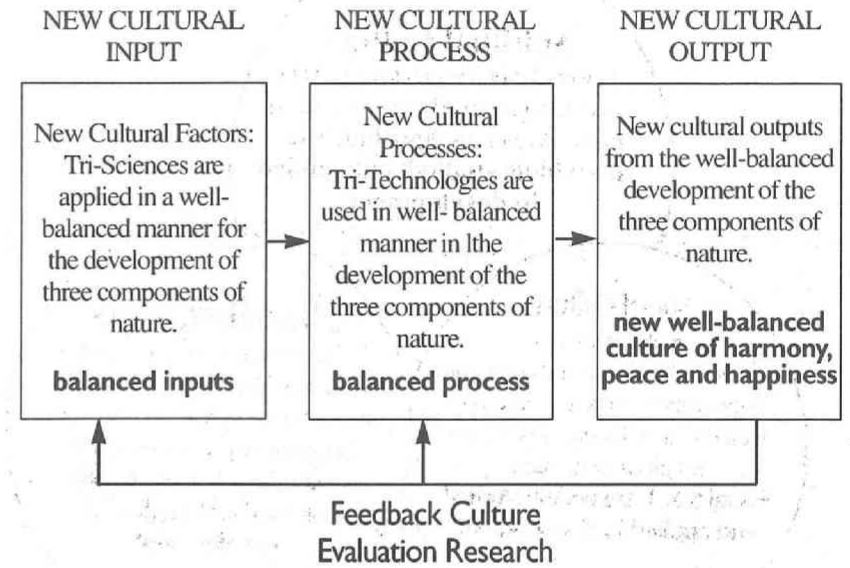 NEW CULTURAL
INPUT
New Cultural Factors:
Tri-Sciences are
applied in a well-
balanced manner for
the development of
three components of
nature.
balanced inputs
NEW CULTURAL
PROCESS
New Cultural
Processes:
Tri-Technologies are
used in well- balanced
manner in lthe
development of the
three components of
nature.
balanced process
NEW CULTURAL
OUTPUT
New cultural outputs
from the well-balanced
development of the
three components of
nature.
new well-balanced
culture of harmony,
peace and happiness
Feedback Culture
Evaluation Research